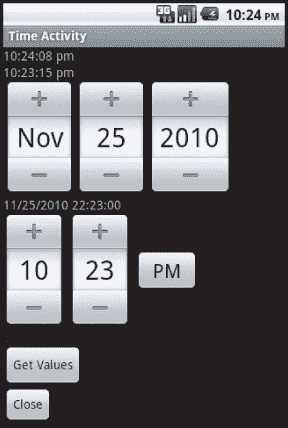 3G 10:24 PM
Time Activity
10:24:08 pm
10:23:15 pm
+ + +
Nov 25 2010
- - -
11/25/2010 22:23:00
+ +
10 23 PM
- -
Get Values
Close